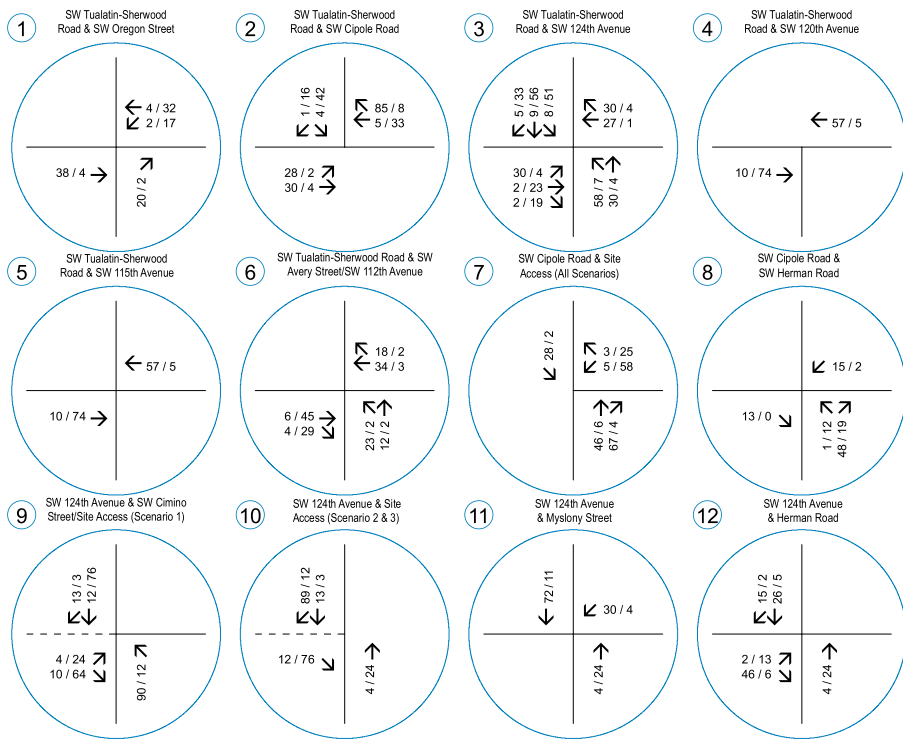 1
SW Tualatin-Sherwood
Road & SW Oregon Street
4 / 32
2 / 17
38 / 4
20 / 2
2
SW Tualatin-Sherwood
Road & SW Cipole Road
1 / 16
4 / 42
85 / 8
5 / 33
28 / 2
30 / 4
3
SW Tualatin-Sherwood
Road & SW 124th Avenue
5 / 33
9 / 56
8 / 51
30 / 4
27 / 1
30 / 4
2 / 23
2 / 19
58 / 7
30 / 4
4
SW Tualatin-Sherwood
Road & SW 120th Avenue
57 / 5
10 / 74
5
SW Tualatin-Sherwood
Road & SW 115th Avenue
57 / 5
10 / 74
6
SW Tualatin-Sherwood Road & SW
Avery Street/SW 112th Avenue
18 / 2
34 / 3
6 / 45
4 / 29
23 / 2
12 / 2
7
SW Cipole Road & Site
Access (All Scenarios)
28 / 2
3 / 25
5 / 58
46 / 6
67 / 4
8
SW Cipole Road &
SW Herman Road
15 / 2
13 / 0
1 / 12
48 / 19
9
SW 124th Avenue & SW Cimino
Street/Site Access (Scenario 1)
13 / 3
12 / 76
4 / 24
10 / 64
90 / 12
10
SW 124th Avenue & Site
Access (Scenario 2 & 3)
89 / 12
13 / 3
12 / 76
4 / 24
11
SW 124th Avenue
& Myslony Street
72 / 11
30 / 4
4 / 24
12
SW 124th Avenue
& Herman Road
15 / 2
26 / 5
2 / 13
46 / 6
4 / 24